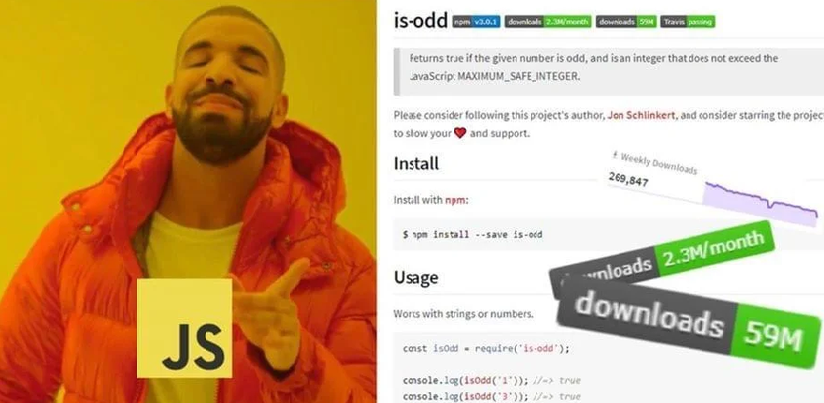 JS
is-odd npm v3.0.1 downloads 2.3M/month downloads 59M Travis passing
Returns true if the given number is odd, and is an integer that does not exceed the
JavaScript MAXIMUM_SAFE_INTEGER.
Please consider following this project's author, Jon Schlinkert, and consider starring the projec
to slow your ❤️ and support.
Install
Weekly Downloads
269,847
Install with npm:
$ npm install --save is-odd
downloads 2.3M/month
downloads 59M
Usage
Works with strings or numbers.
const isOdd = require('is-odd');
console.log(isOdd('1')); //=> true
console.log(isOdd('3')); //=> true